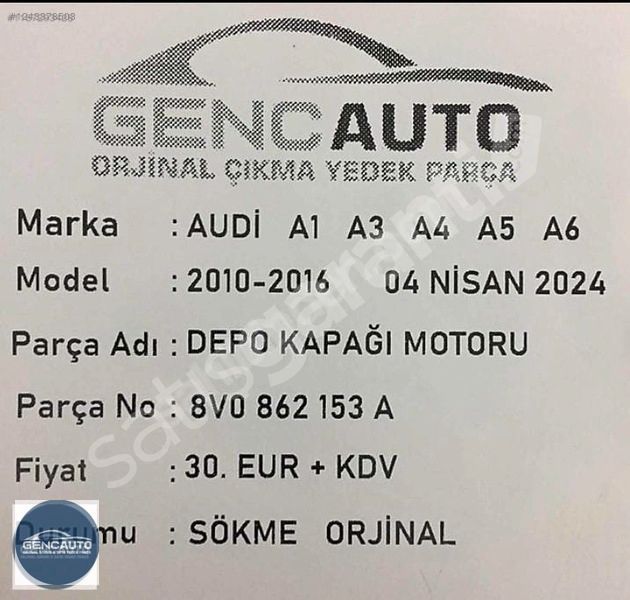 GENCAUTO
ORJİNAL ÇIKMA YEDEK PARÇA
Marka : AUDİ A1 A3 A4 A5 A6
Model : 2010-2016 04 NİSAN 2024
Parça Adı : DEPO KAPAĞI MOTORU
Parça No : 8V0 862 153 A
Fiyat : 30. EUR + KDV
Durumu : SÖKME ORJİNAL
GENCAUTO
satışgaranti